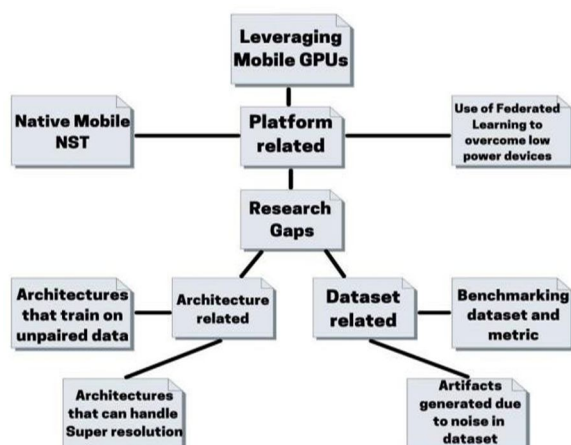 Leveraging
Mobile GPUs
Native Mobile
NST
Platform
related
Use of Federated
Learning to
overcome low
power devices
Research
Gaps
Architectures
that train on
unpaired data
Architecture
related
Dataset
related
Benchmarking
dataset and
metric
Architectures
that can handle
Super resolution
Artifacts
generated due
to noise in
dataset